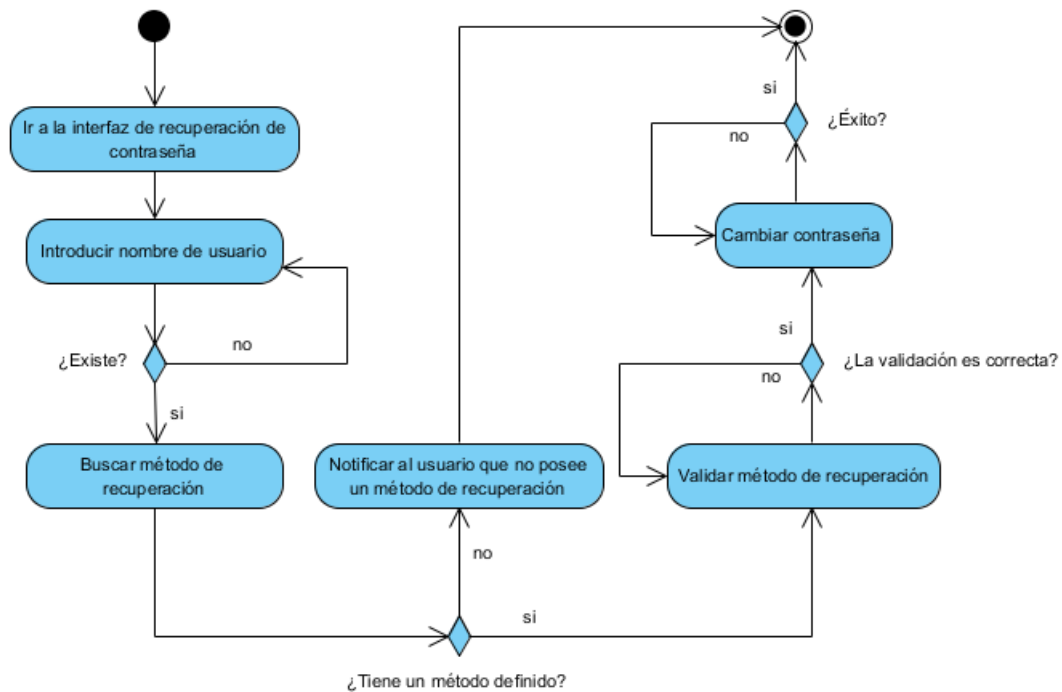 Ir a la interfaz de recuperación de
contraseña
Introducir nombre de usuario
¿Existe?
no
si
Buscar método de
recuperación
¿Tiene un método definido?
no
si
Notificar al usuario que no posee
un método de recuperación
Validar método de recuperación
¿La validación es correcta?
no
si
Cambiar contraseña
¿Éxito?
no
si